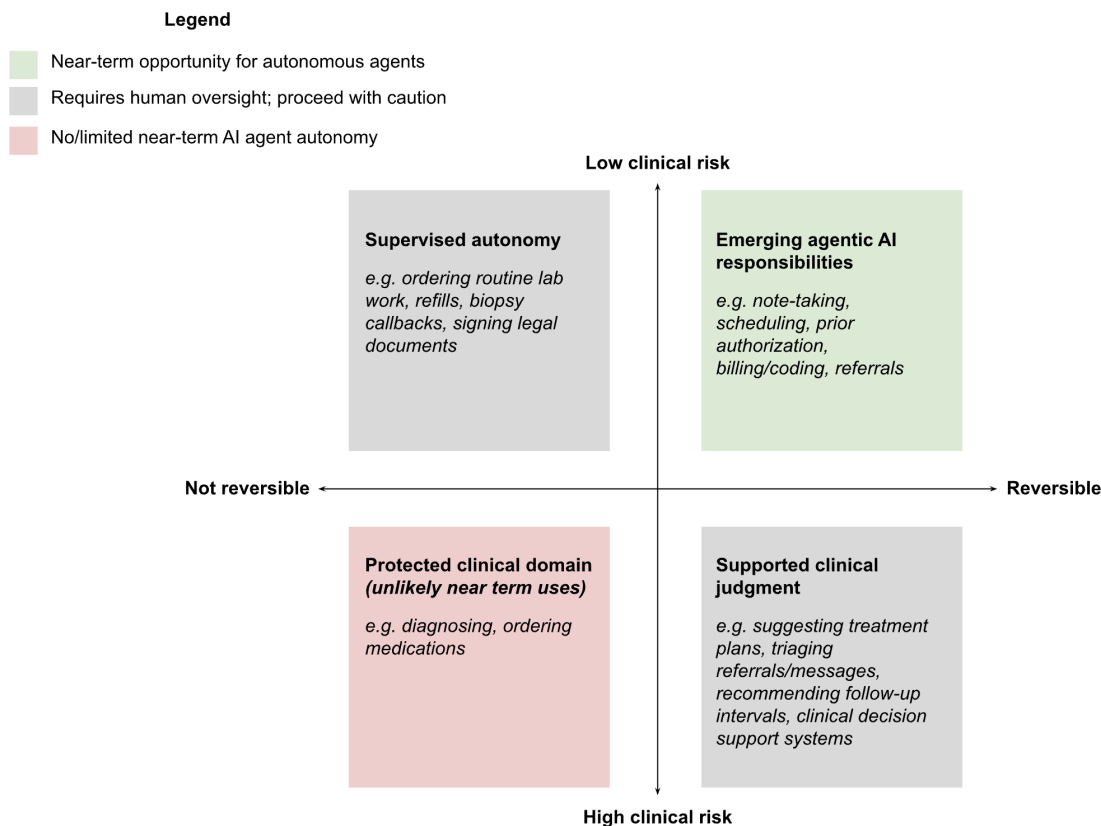 Legend
Near-term opportunity for autonomous agents
Requires human oversight; proceed with caution
No/limited near-term AI agent autonomy
Low clinical risk
Supervised autonomy
e.g. ordering routine lab
work, refills, biopsy
callbacks, signing legal
documents
Emerging agentic AI
responsibilities
e.g. note-taking,
scheduling, prior
authorization,
billing/coding, referrals
Not reversible
Reversible
Protected clinical domain
(unlikely near term uses)
e.g. diagnosing, ordering
medications
Supported clinical
judgment
e.g. suggesting treatment
plans, triaging
referrals/messages,
recommending follow-up
intervals, clinical decision
support systems
High clinical risk